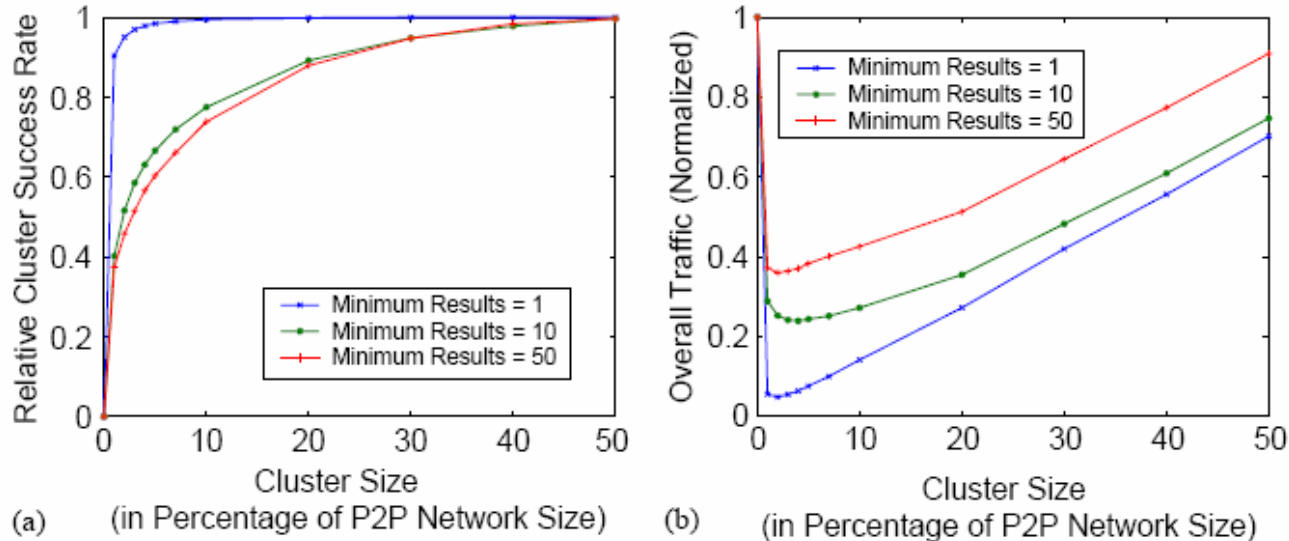 Relative Cluster Success Rate
1
0.8
0.6
0.4
0.2
0
0 10 20 30 40 50
Minimum Results = 1
Minimum Results = 10
Minimum Results = 50
Cluster Size
(a) (in Percentage of P2P Network Size)
Overall Traffic (Normalized)
1
0.8
0.6
0.4
0.2
0
0 10 20 30 40 50
Minimum Results = 1
Minimum Results = 10
Minimum Results = 50
Cluster Size
(b) (in Percentage of P2P Network Size)